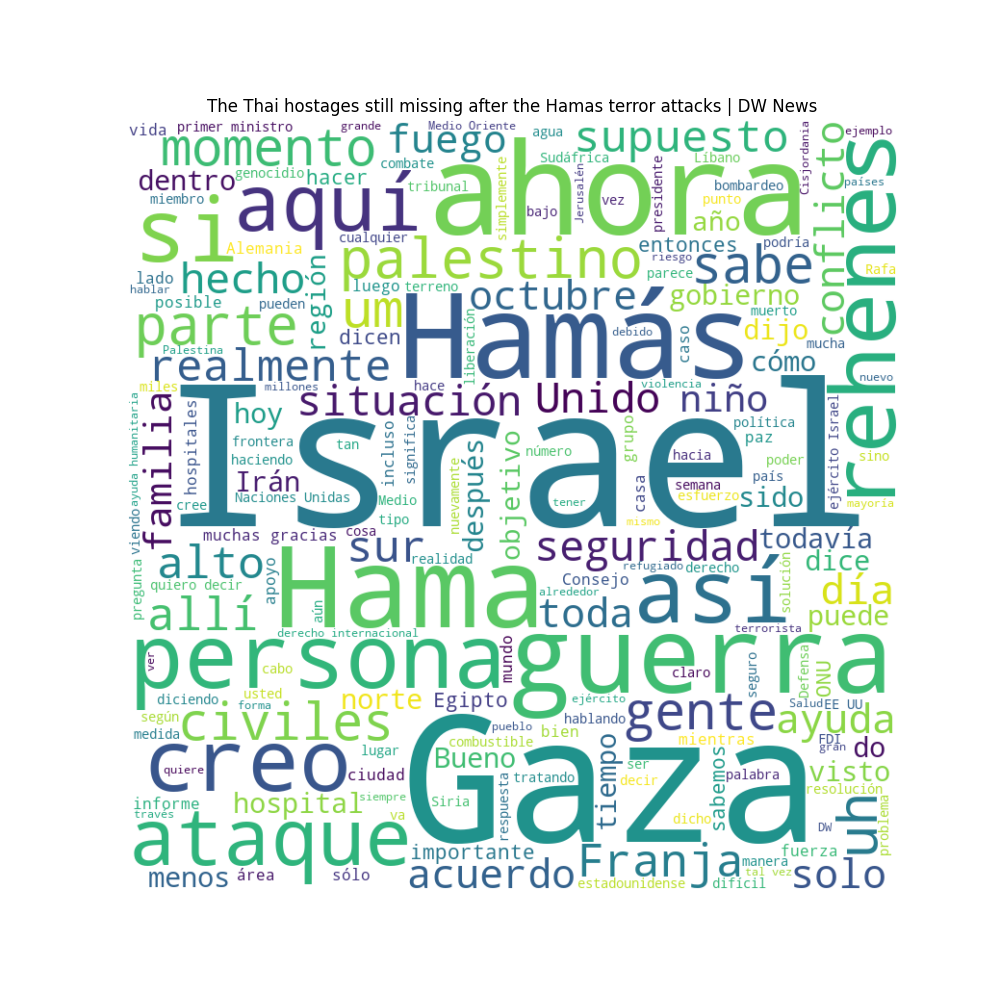 The Thai hostages still missing after the Hamas terror attacks | DW News
vida
primer ministro
grande
Medio Oriente
agua
supuesto
Cisjordania
ejemplo
momento
fuego
combate
Sudáfrica
Líbano
conflicto
rehenes
dentro
genocidio
hacer
tribunal
ahora
simplemente
Jerusalén
presidente
bombardeo
países
miembro
aquí
bajo
vez
punto
año
si
Alemania
cualquier
palestino
entonces
podría
lado
hecho
región
luego
terreno
riesgo
parece
sabe
Rafa
hablar
posible
pueden
um
octubre
gobierno
muerto
parte
dicen
Hamás
liberación
debido
caso
dijo
mucha
Palestina
realmente
cómo
miles
millones
hace
violencia
nuevo
ayuda humanitaria
familia
hospitales
hoy
situación
Unido
niño
Israel
ejército Israel
frontera
tan
incluso
significa
número
grupo
política
paz
haciendo
hacia
poder
sino
cree
Irán
Naciones Unidas
Medio
nuevamente
después
objetivo
casa
semana
esfuerzo
país
sido
tener
mayoría
viendo
muchas gracias
cosa
tipo
mismo
pregunta
alto
sur
realidad
seguridad
todavía
quiero decir
apoyo
Hama
Consejo
refugiado
derecho
solución
dice
allí
aún
alrededor
toda
así
día
puede
derecho internacional
terrorista
persona
guerra
ver
cabo
mundo
claro
seguro
Defensa
ONU
diciendo
usted
forma
norte
Egipto
ejército
Salud
EE UU
según
medida
civiles
pueblo
hablando
gente
ayuda
lugar
combustible
bien
mientras
FDI
gran
creo
quiere
ciudad
Bueno
tratando
Gaza
tiempo
ser
decir
sabemos
palabra
do
visto
resolución
informe
través
hospital
siempre
va
Siria
respuesta
dicho
DW
uh
problema
ataque
importante
Franja
manera
fuerza
menos
área
sólo
acuerdo
estadounidense
difícil
tal vez
solo